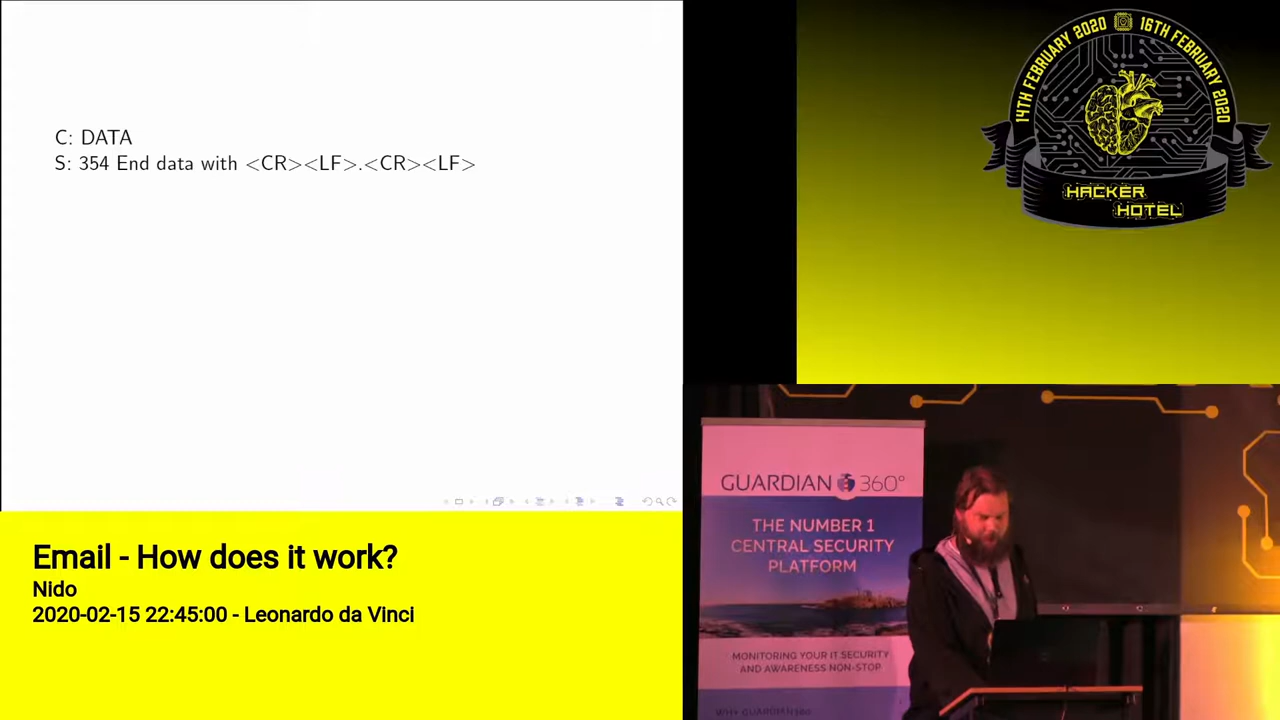 C: DATA
S: 354 End data with <CR><LF>.<CR><LF>
14TH FEBRUARY 2020 16TH FEBRUARY 2020
HACKER
HOTEL
GUARDIAN 360°
THE NUMBER 1
CENTRAL SECURITY
PLATFORM
MONITORING YOUR IT SECURITY
AND AWARENESS NON-STOP
WHY GUARDIAN360
Email - How does it work?
Nido
2020-02-15 22:45:00 - Leonardo da Vinci